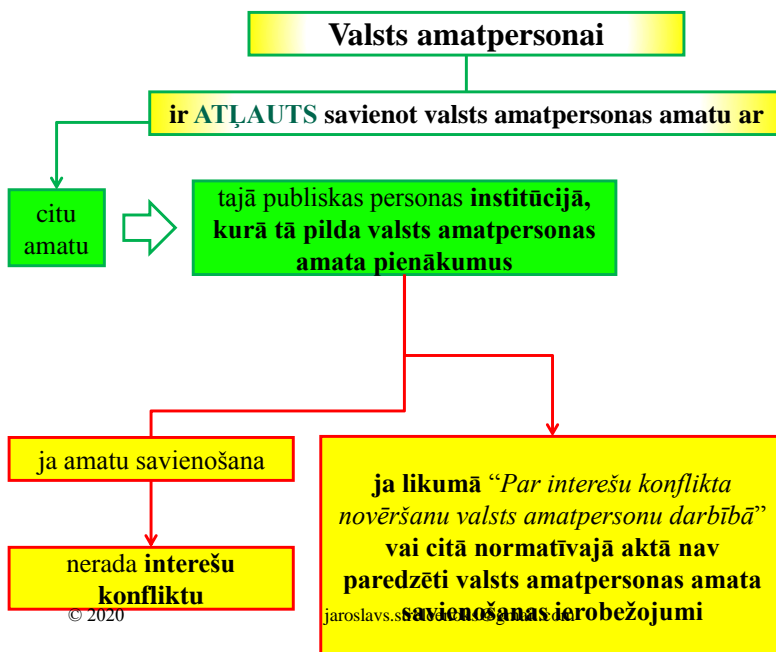 Valsts amatpersonai
ir ATĻAUTS savienot valsts amatpersonas amatu ar
citu
amatu
tajā publiskas personas institūcijā,
kurā tā pilda valsts amatpersonas
amata pienākumus
ja amatu savienošana
nerada interešu
konfliktu
ja likumā “Par interešu konflikta
novēršanu valsts amatpersonu darbībā”
vai citā normatīvajā aktā nav
paredzēti valsts amatpersonas amata
savienošanas ierobežojumi
© 2020